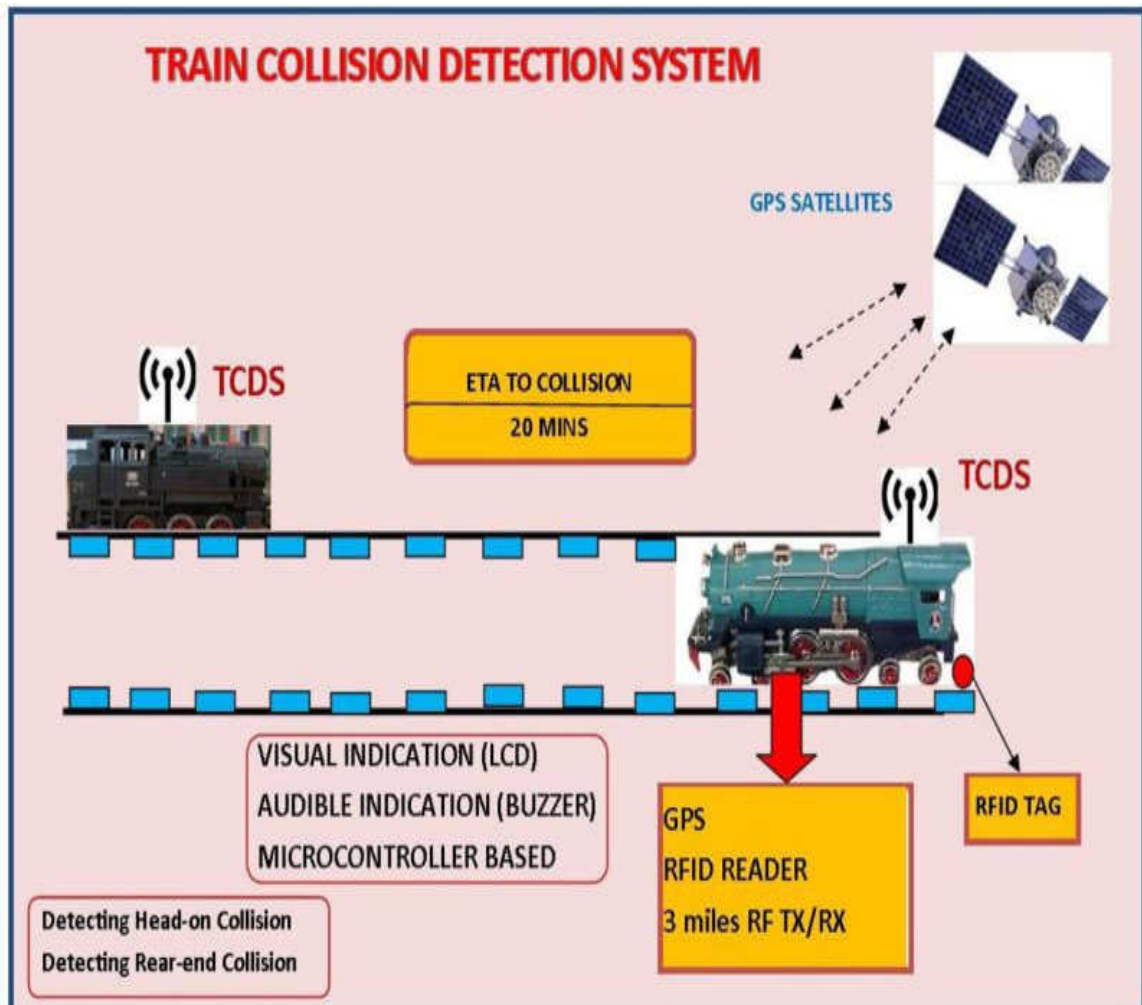 TRAIN COLLISION DETECTION SYSTEM
GPS SATELLITES
TCDS
ETA TO COLLISION
20 MINS
TCDS
VISUAL INDICATION (LCD)
AUDIBLE INDICATION (BUZZER)
MICROCONTROLLER BASED
GPS
RFID READER
3 miles RF TX/RX
RFID TAG
Detecting Head-on Collision
Detecting Rear-end Collision